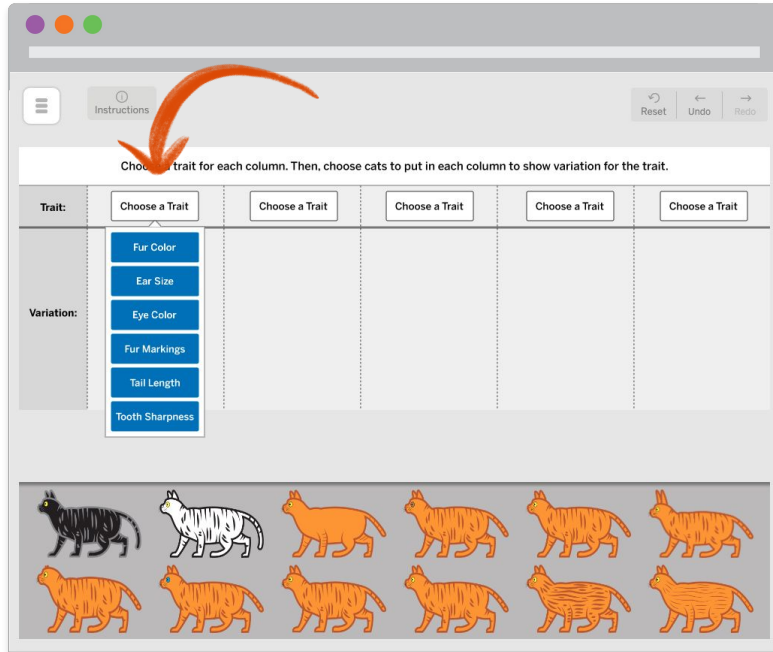 Instructions
Reset
Undo
Redo
Choose a trait for each column. Then, choose cats to put in each column to show variation for the trait.
Trait:
Choose a Trait
Choose a Trait
Choose a Trait
Choose a Trait
Choose a Trait
Variation:
Fur Color
Ear Size
Eye Color
Fur Markings
Tail Length
Tooth Sharpness